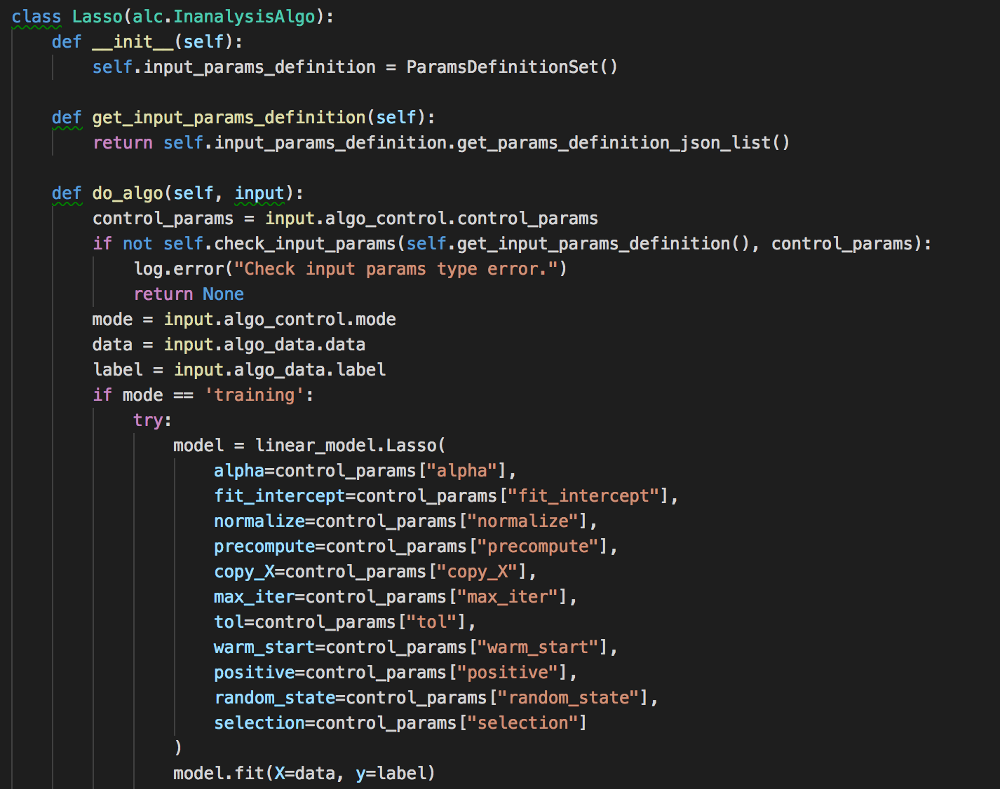 class Lasso(alc.InanalysisAlgo):
    def __init__(self):
        self.input_params_definition = ParamsDefinitionSet()

    def get_input_params_definition(self):
        return self.input_params_definition.get_params_definition_json_list()

    def do_algo(self, input):
        control_params = input.algo_control.control_params
        if not self.check_input_params(self.get_input_params_definition(), control_params):
            log.error("Check input params type error.")
            return None
        mode = input.algo_control.mode
        data = input.algo_data.data
        label = input.algo_data.label
        if mode == 'training':
            try:
                model = linear_model.Lasso(
                    alpha=control_params["alpha"],
                    fit_intercept=control_params["fit_intercept"],
                    normalize=control_params["normalize"],
                    precompute=control_params["precompute"],
                    copy_X=control_params["copy_X"],
                    max_iter=control_params["max_iter"],
                    tol=control_params["tol"],
                    warm_start=control_params["warm_start"],
                    positive=control_params["positive"],
                    random_state=control_params["random_state"],
                    selection=control_params["selection"]
                )
                model.fit(X=data, y=label)